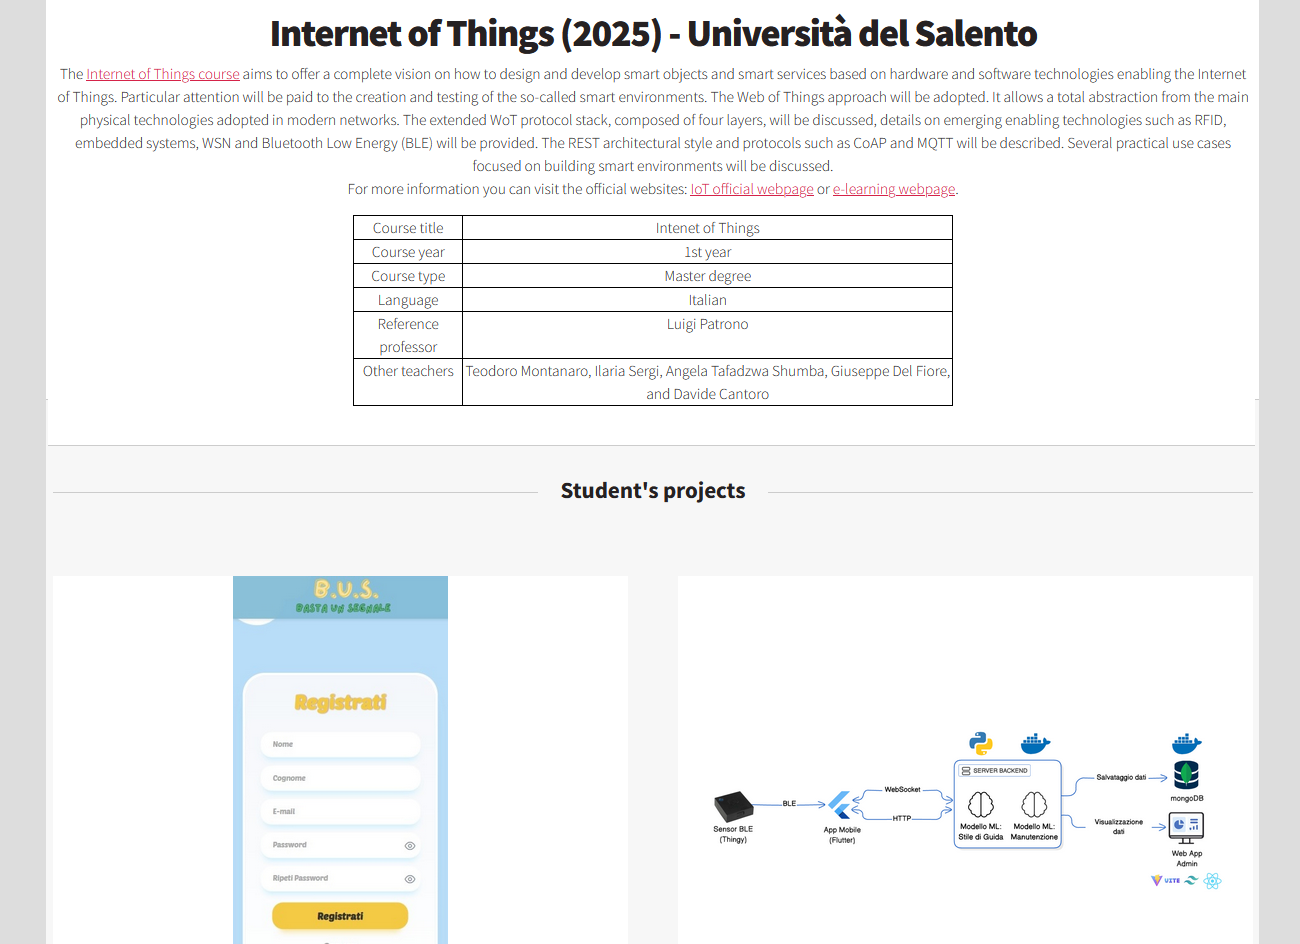 Internet of Things (2025) - Università del Salento
The Internet of Things course aims to offer a complete vision on how to design and develop smart objects and smart services based on hardware and software technologies enabling the Internet
of Things. Particular attention will be paid to the creation and testing of the so-called smart environments. The Web of Things approach will be adopted. It allows a total abstraction from the main
physical technologies adopted in modern networks. The extended WoT protocol stack, composed of four layers, will be discussed, details on emerging enabling technologies such as RFID,
embedded systems, WSN and Bluetooth Low Energy (BLE) will be provided. The REST architectural style and protocols such as CoAP and MQTT will be described. Several practical use cases
focused on building smart environments will be discussed.
For more information you can visit the official websites: IoT official webpage or e-learning webpage.
Course title Intenet of Things
Course year 1st year
Course type Master degree
Language Italian
Reference Luigi Patrono
professor
Other teachers Teodoro Montanaro, Ilaria Sergi, Angela Tafadzwa Shumba, Giuseppe Del Fiore,
and Davide Cantoro
Student's projects
B.U.S.
BASTA UN SEGNALE
Registrati
Nome
Cognome
E-mail
Password
Ripeti Password
Registrati
SERVER BACKEND
Salvataggio dati
mongoDB
WebSocket
BLE
HTTP
Sensor BLE
(Thingy)
App Mobile
(Flutter)
Modello ML:
Stile di Guida
Modello ML:
Manutenzione
Visualizzazione
dati
Web App
Admin
VITE